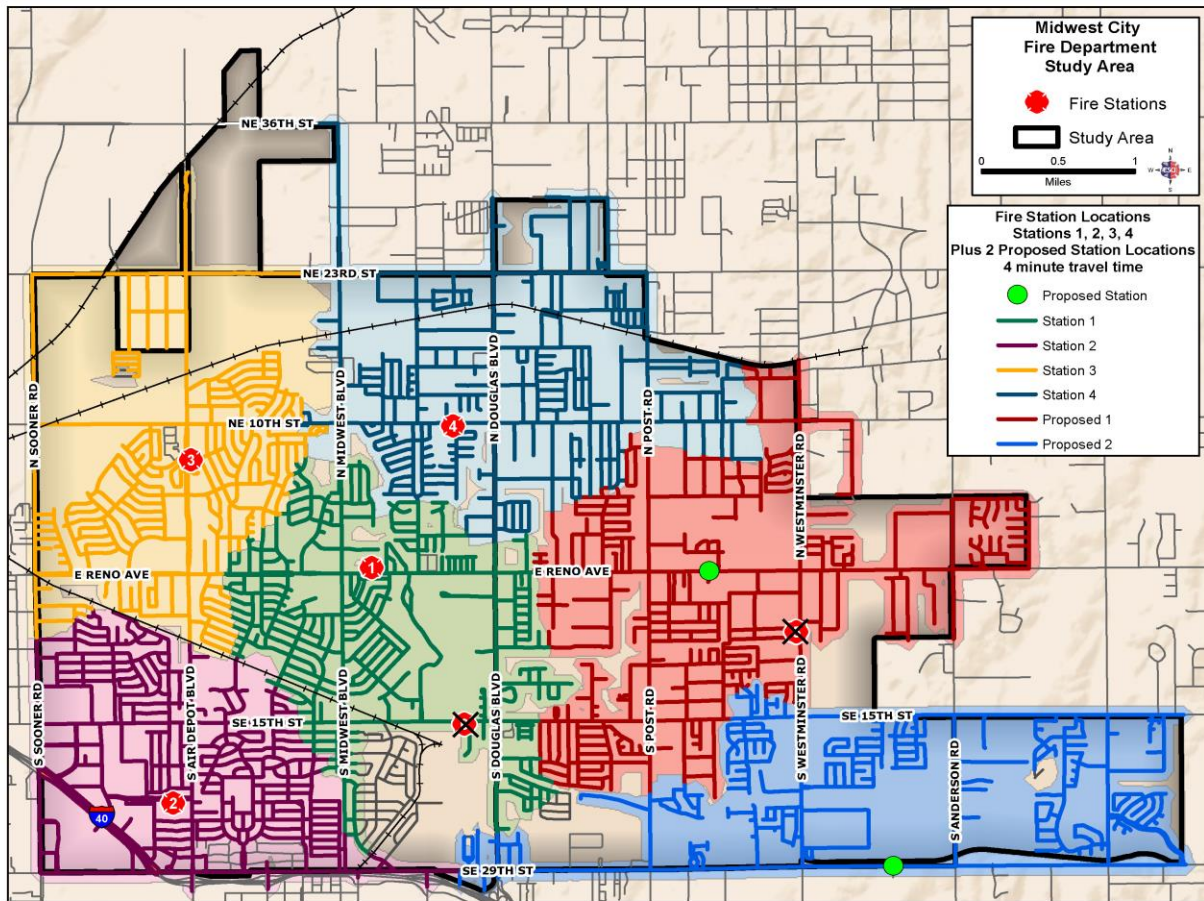 Midwest City
Fire Department
Study Area
Fire Stations
Study Area
0 0.5 1
Miles
N
W E
S
Fire Station Locations
Stations 1, 2, 3, 4
Plus 2 Proposed Station Locations
4 minute travel time
Proposed Station
Station 1
Station 2
Station 3
Station 4
Proposed 1
Proposed 2
NE 36TH ST
NE 23RD ST
N SOONER RD
N MIDWEST BLVD
N DOUGLAS BLVD
NE 10TH ST
4
N POST RD
3
N WESTMINSTER RD
1
E RENO AVE
E RENO AVE
S SOONER RD
S AIR DEPOT BLVD
SE 15TH ST
S MIDWEST BLVD
S DOUGLAS BLVD
S POST RD
S WESTMINSTER RD
SE 15TH ST
S ANDERSON RD
2
40
SE 29TH ST